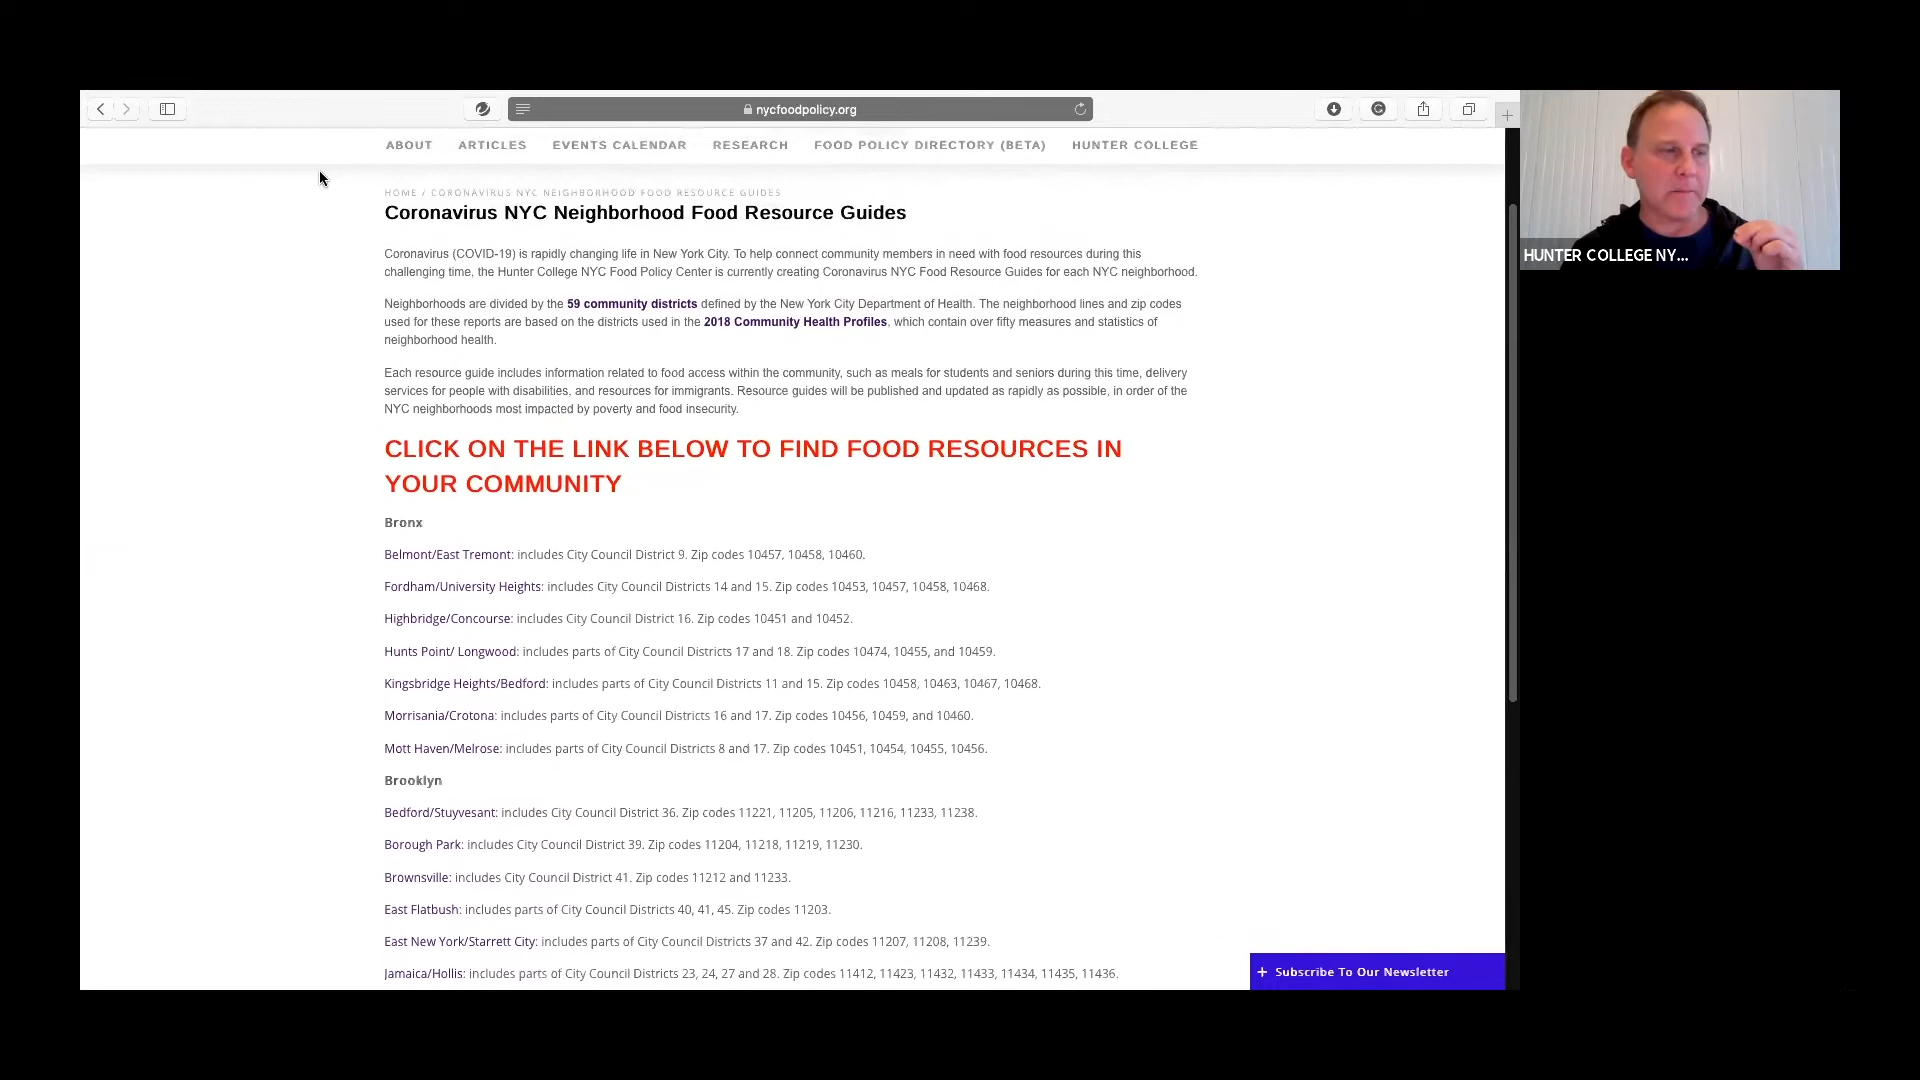 nycfoodpolicy.org
ABOUT ARTICLES EVENTS CALENDAR RESEARCH FOOD POLICY DIRECTORY (BETA) HUNTER COLLEGE
HOME / CORONAVIRUS NYC NEIGHBORHOOD FOOD RESOURCE GUIDES
Coronavirus NYC Neighborhood Food Resource Guides
HUNTER COLLEGE NY...
Coronavirus (COVID-19) is rapidly changing life in New York City. To help connect community members in need with food resources during this
challenging time, the Hunter College NYC Food Policy Center is currently creating Coronavirus NYC Food Resource Guides for each NYC neighborhood.
Neighborhoods are divided by the 59 community districts defined by the New York City Department of Health. The neighborhood lines and zip codes
used for these reports are based on the districts used in the 2018 Community Health Profiles, which contain over fifty measures and statistics of
neighborhood health.
Each resource guide includes information related to food access within the community, such as meals for students and seniors during this time, delivery
services for people with disabilities, and resources for immigrants. Resource guides will be published and updated as rapidly as possible, in order of the
NYC neighborhoods most impacted by poverty and food insecurity.
CLICK ON THE LINK BELOW TO FIND FOOD RESOURCES IN
YOUR COMMUNITY
Bronx
Belmont/East Tremont: includes City Council District 9. Zip codes 10457, 10458, 10460.
Fordham/University Heights: includes City Council Districts 14 and 15. Zip codes 10453, 10457, 10458, 10468.
Highbridge/Concourse: includes City Council District 16. Zip codes 10451 and 10452.
Hunts Point/ Longwood: includes parts of City Council Districts 17 and 18. Zip codes 10474, 10455, and 10459.
Kingsbridge Heights/Bedford: includes parts of City Council Districts 11 and 15. Zip codes 10458, 10463, 10467, 10468.
Morrisania/Crotona: includes parts of City Council Districts 16 and 17. Zip codes 10456, 10459, and 10460.
Mott Haven/Melrose: includes parts of City Council Districts 8 and 17. Zip codes 10451, 10454, 10455, 10456.
Brooklyn
Bedford/Stuyvesant: includes City Council District 36. Zip codes 11221, 11205, 11206, 11216, 11233, 11238.
Borough Park: includes City Council District 39. Zip codes 11204, 11218, 11219, 11230.
Brownsville: includes City Council District 41. Zip codes 11212 and 11233.
East Flatbush: includes parts of City Council Districts 40, 41, 45. Zip codes 11203.
East New York/Starrett City: includes parts of City Council Districts 37 and 42. Zip codes 11207, 11208, 11239.
Jamaica/Hollis: includes parts of City Council Districts 23, 24, 27 and 28. Zip codes 11412, 11423, 11432, 11433, 11434, 11435, 11436.
+ Subscribe To Our Newsletter